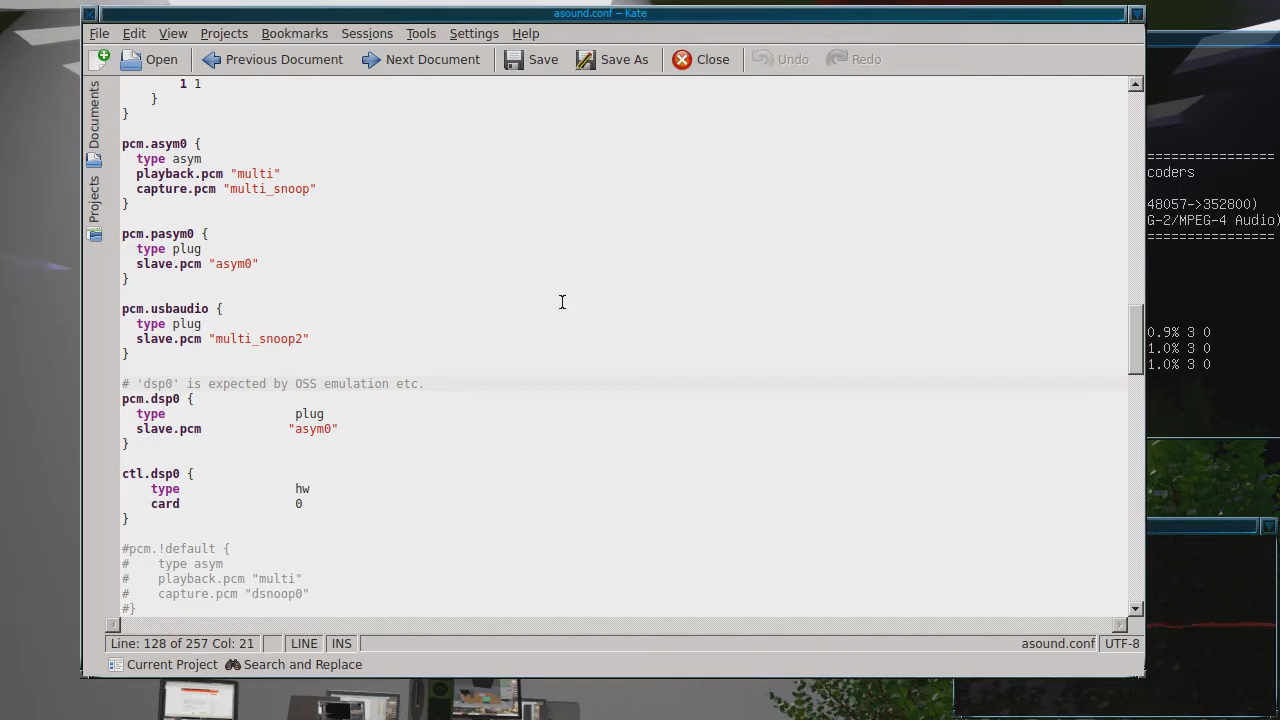 asound.conf – Kate
File Edit View Projects Bookmarks Sessions Tools Settings Help
Open Previous Document Next Document Save Save As Close Undo Redo
Documents
Projects
1 1
}
}
pcm.asym0 {
type asym
playback.pcm "multi"
capture.pcm "multi_snoop"
}
pcm.pasym0 {
type plug
slave.pcm "asym0"
}
pcm.usbaudio {
type plug
slave.pcm "multi_snoop2"
}
# 'dsp0' is expected by OSS emulation etc.
pcm.dsp0 {
type plug
slave.pcm "asym0"
}
ctl.dsp0 {
type hw
card 0
}
#pcm.!default {
# type asym
# playback.pcm "multi"
# capture.pcm "dsnoop0"
#}
Line: 128 of 257 Col: 21 LINE INS asound.conf UTF-8
Current Project Search and Replace
================
coders
48057->352800)
G-2/MPEG-4 Audio)
================
0.9% 3 0
1.0% 3 0
1.0% 3 0